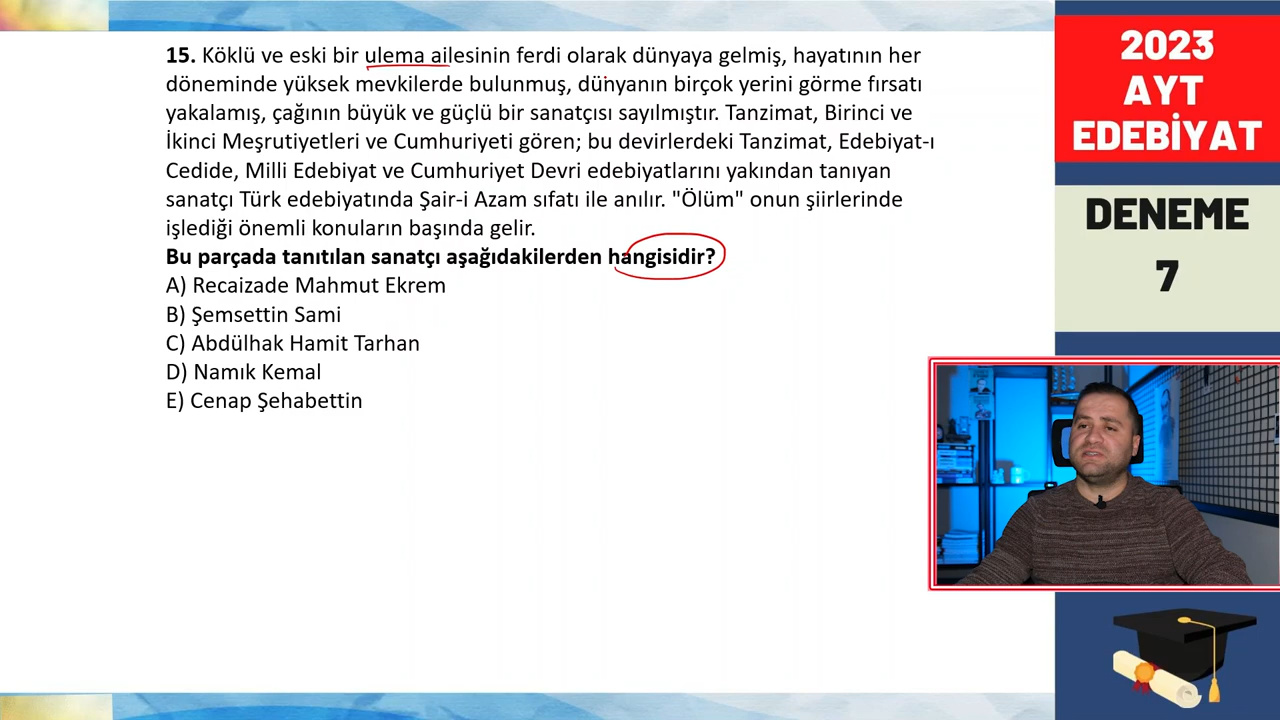 15. Köklü ve eski bir ulema ailesinin ferdi olarak dünyaya gelmiş, hayatının her
döneminde yüksek mevkilerde bulunmuş, dünyanın birçok yerini görme fırsatı
yakalamış, çağının büyük ve güçlü bir sanatçısı sayılmıştır. Tanzimat, Birinci ve
İkinci Meşrutiyetleri ve Cumhuriyeti gören; bu devirlerdeki Tanzimat, Edebiyat-ı
Cedide, Milli Edebiyat ve Cumhuriyet Devri edebiyatlarını yakından tanıyan
sanatçı Türk edebiyatında Şair-i Azam sıfatı ile anılır. "Ölüm" onun şiirlerinde
işlediği önemli konuların başında gelir.
Bu parçada tanıtılan sanatçı aşağıdakilerden hangisidir?
A) Recaizade Mahmut Ekrem
B) Şemsettin Sami
C) Abdülhak Hamit Tarhan
D) Namık Kemal
E) Cenap Şehabettin
2023
AYT
EDEBİYAT
DENEME
7